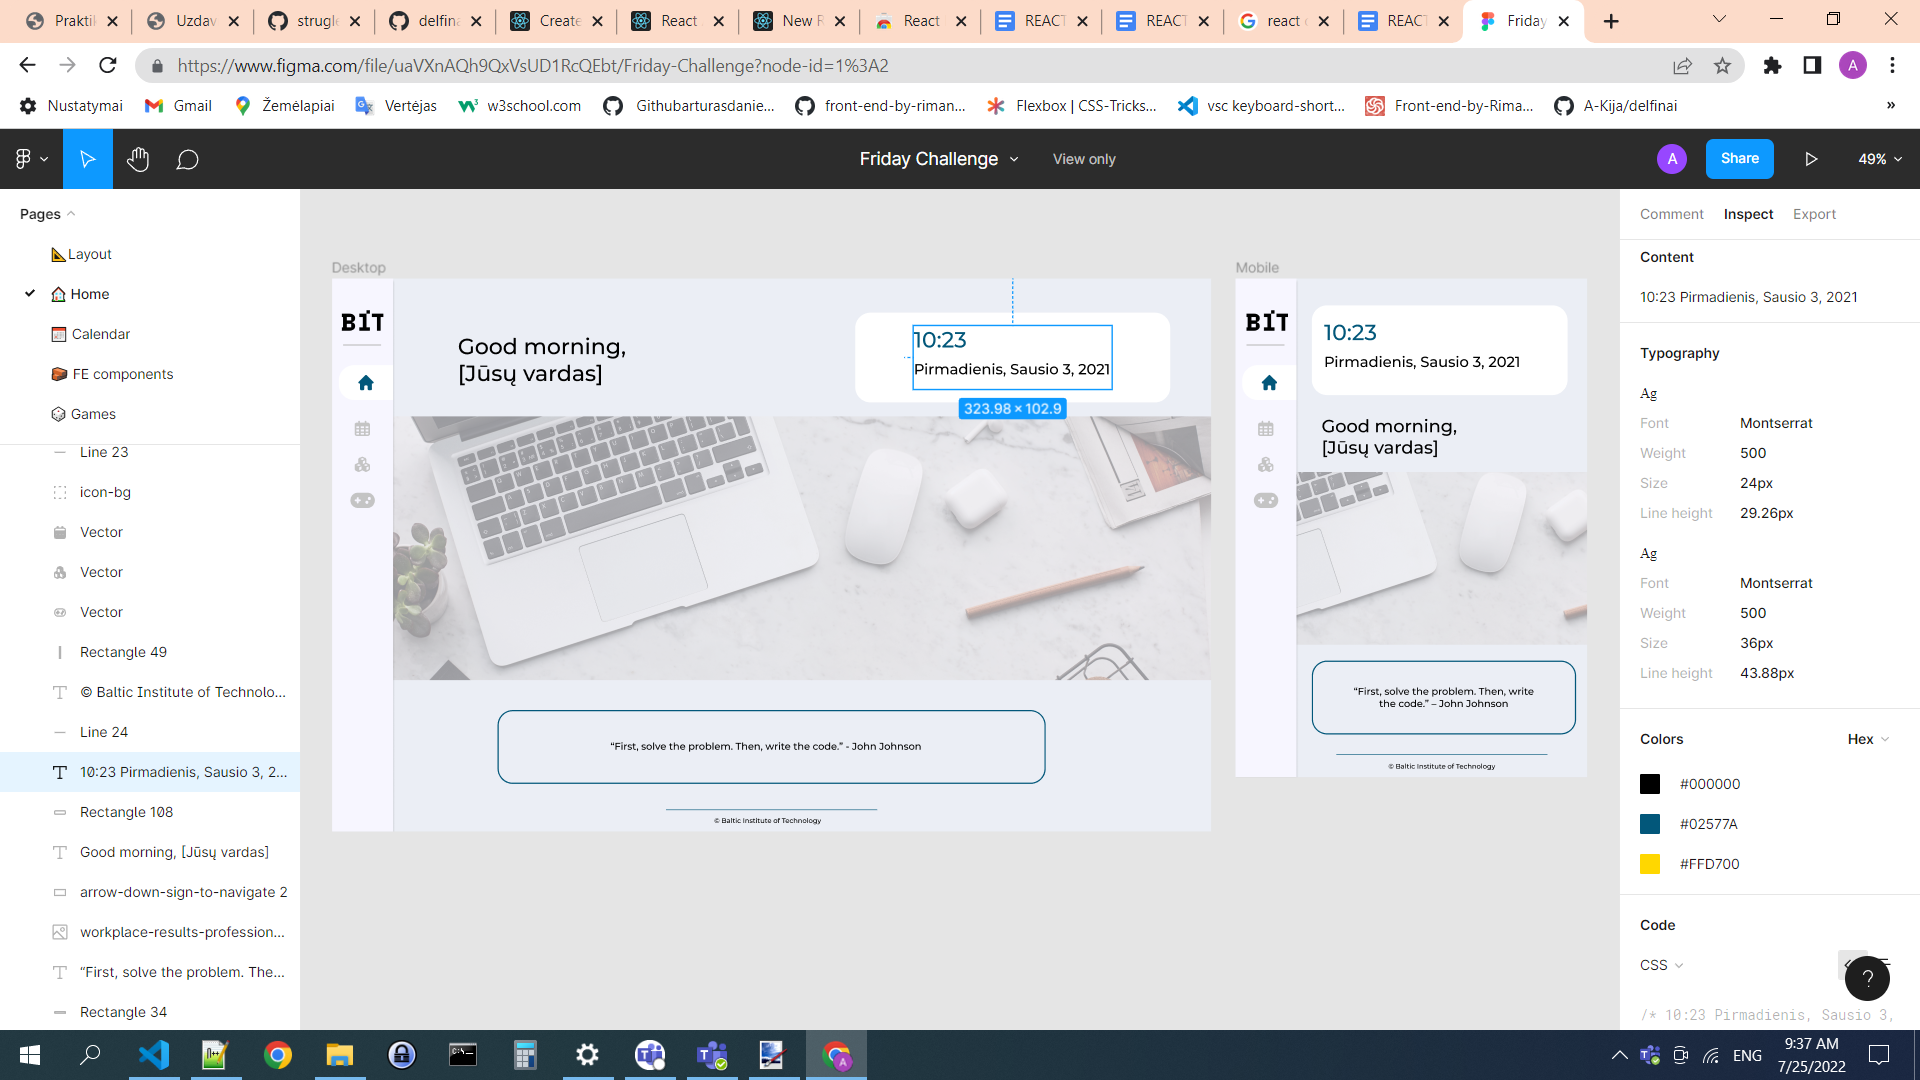 Praktik
Uzdav
strugle
delfina
Create
React
New R
React
REACT
REACT
react
REACT
Friday
https://www.figma.com/file/uaVXnAQh9QxVsUD1RcQEbt/Friday-Challenge?node-id=1%3A2
A
Nustatymai
Gmail
Žemėlapiai
Vertėjas
w3school.com
Githubarturasdanie...
front-end-by-riman...
Flexbox | CSS-Tricks...
vsc keyboard-short...
Front-end-by-Rima...
A-Kija/delfinai
»
Friday Challenge
View only
A
Share
49%
Pages
Layout
Home
Calendar
FE components
Games
Line 23
icon-bg
Vector
Vector
Vector
Rectangle 49
© Baltic Institute of Technolo...
Line 24
10:23 Pirmadienis, Sausio 3, 2...
Rectangle 108
Good morning, [Jūsų vardas]
arrow-down-sign-to-navigate 2
workplace-results-profession...
“First, solve the problem. The...
Rectangle 34
Desktop
BIT
Good morning,
[Jūsų vardas]
10:23
Pirmadienis, Sausio 3, 2021
323.98 × 102.9
“First, solve the problem. Then, write the code.” - John Johnson
© Baltic Institute of Technology
Mobile
BIT
10:23
Pirmadienis, Sausio 3, 2021
Good morning,
[Jūsų vardas]
“First, solve the problem. Then, write
the code.” – John Johnson
© Baltic Institute of Technology
Comment
Inspect
Export
Content
10:23 Pirmadienis, Sausio 3, 2021
Typography
Ag
Font Montserrat
Weight 500
Size 24px
Line height 29.26px
Ag
Font Montserrat
Weight 500
Size 36px
Line height 43.88px
Colors
Hex
#000000
#02577A
#FFD700
Code
CSS
?
/* 10:23 Pirmadienis, Sausio 3,
ENG
9:37 AM
7/25/2022